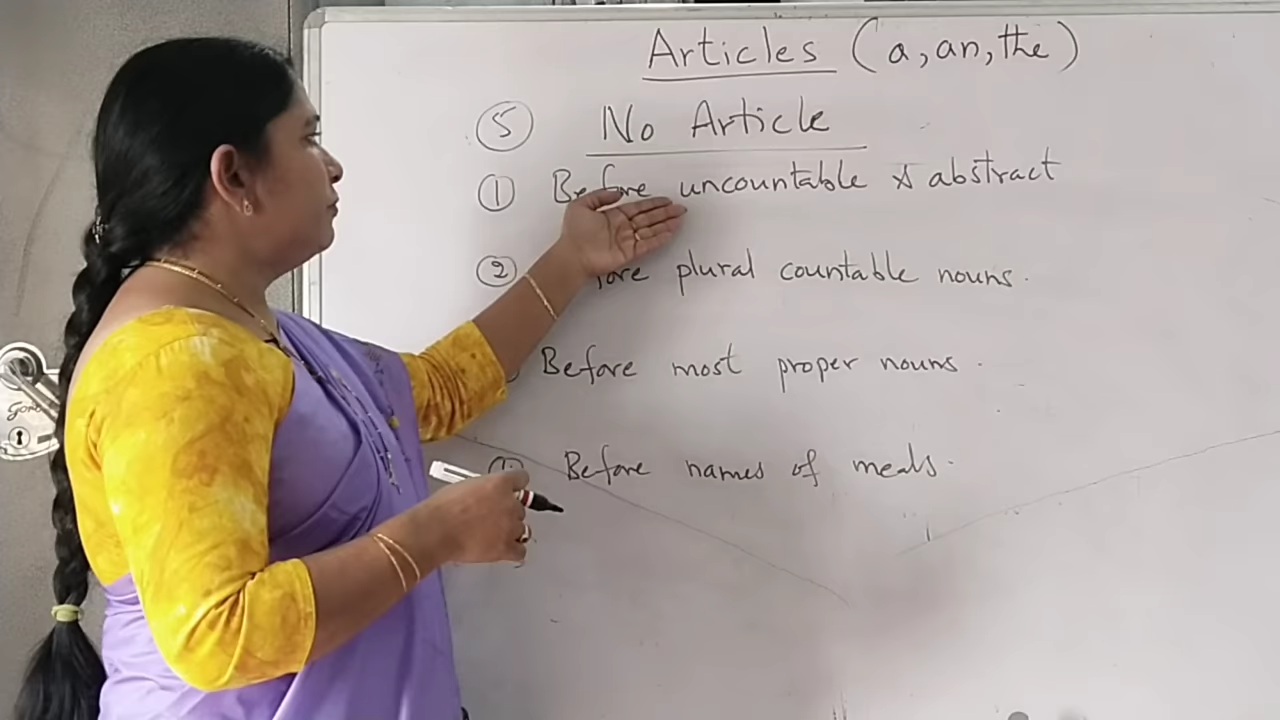 Articles (a, an, the)
5 No Article
1 Before uncountable & abstract
2 plural countable nouns.
Before most proper nouns.
Before names of meals.